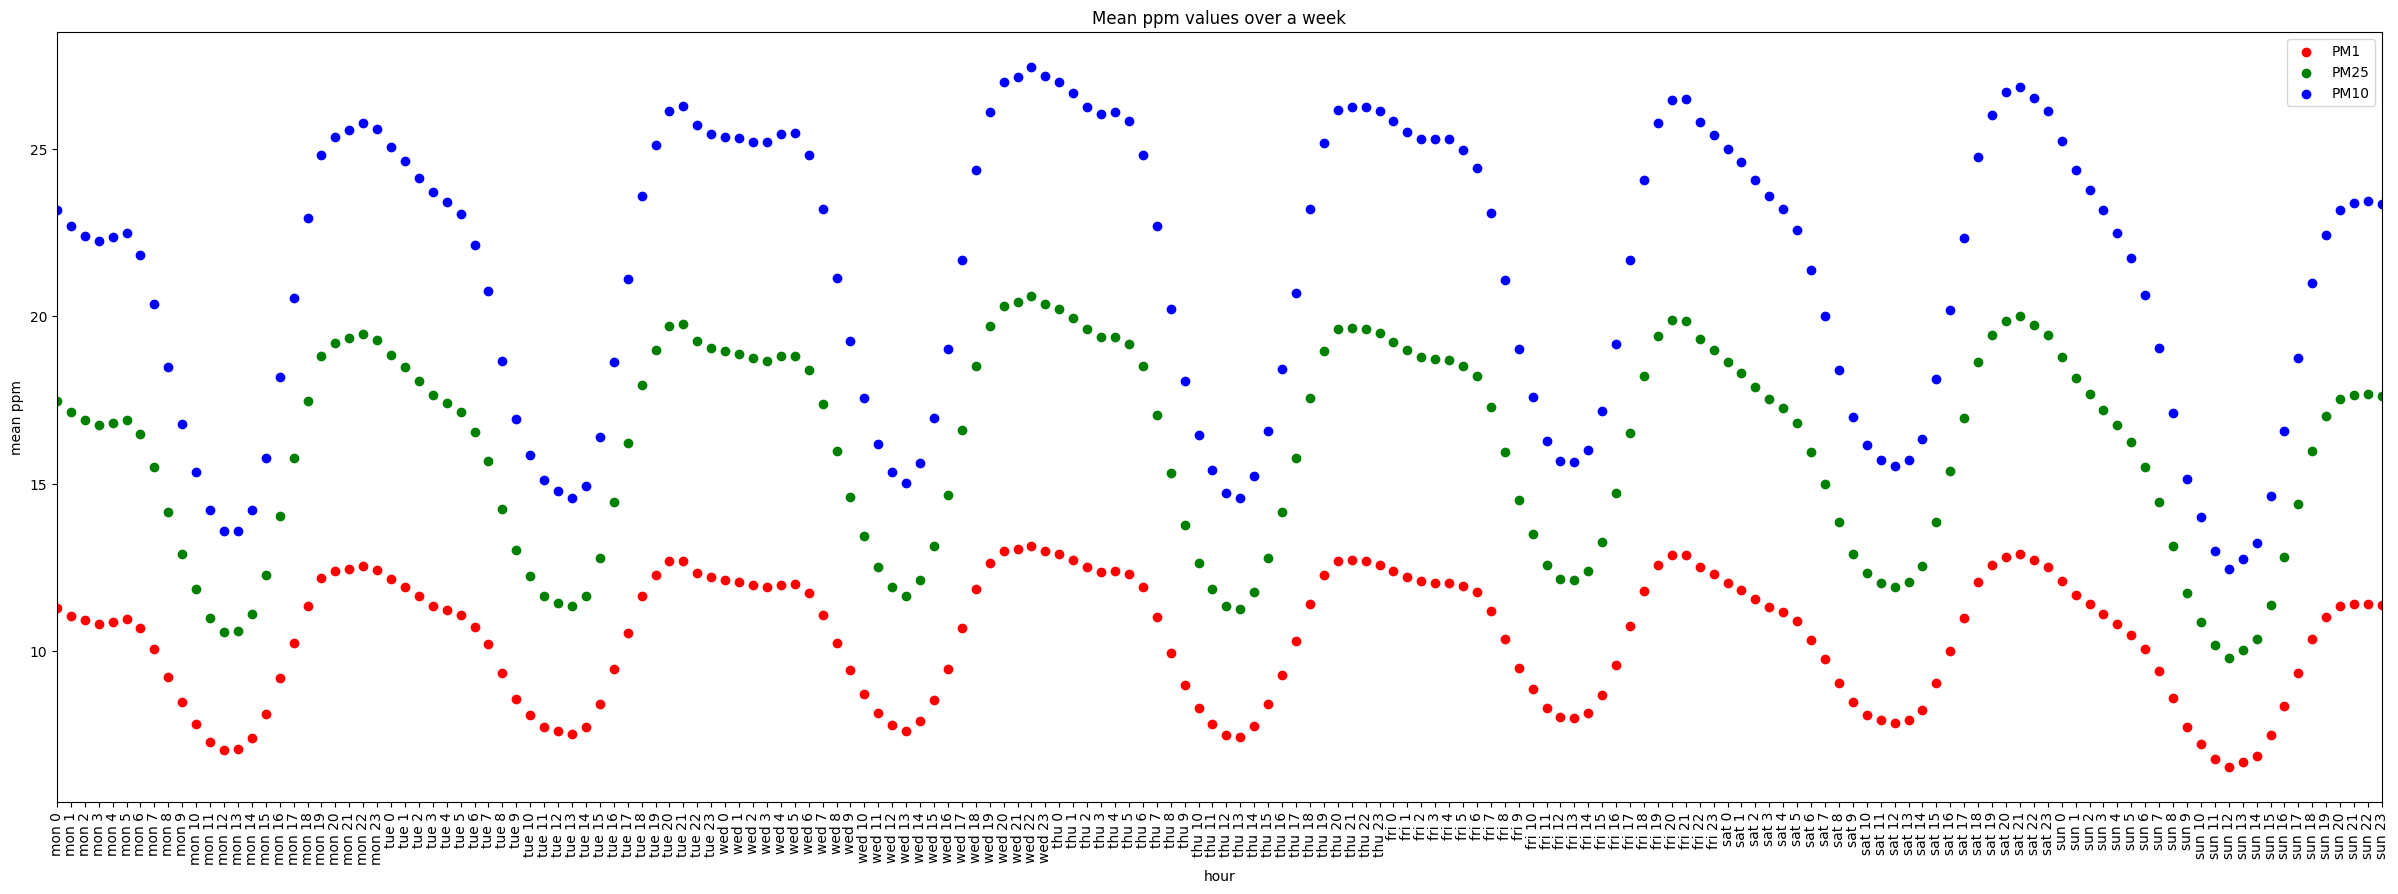 Mean ppm values over a week
PM1
PM25
PM10
mean ppm
25
20
15
10
mon 0
mon 1
mon 2
mon 3
mon 4
mon 5
mon 6
mon 7
mon 8
mon 9
mon 10
mon 11
mon 12
mon 13
mon 14
mon 15
mon 16
mon 17
mon 18
mon 19
mon 20
mon 21
mon 22
mon 23
tue 0
tue 1
tue 2
tue 3
tue 4
tue 5
tue 6
tue 7
tue 8
tue 9
tue 10
tue 11
tue 12
tue 13
tue 14
tue 15
tue 16
tue 17
tue 18
tue 19
tue 20
tue 21
tue 22
tue 23
wed 0
wed 1
wed 2
wed 3
wed 4
wed 5
wed 6
wed 7
wed 8
wed 9
wed 10
wed 11
wed 12
wed 13
wed 14
wed 15
wed 16
wed 17
wed 18
wed 19
wed 20
wed 21
wed 22
wed 23
thu 0
thu 1
thu 2
thu 3
thu 4
thu 5
thu 6
thu 7
thu 8
thu 9
thu 10
thu 11
thu 12
thu 13
thu 14
thu 15
thu 16
thu 17
thu 18
thu 19
thu 20
thu 21
thu 22
thu 23
fri 0
fri 1
fri 2
fri 3
fri 4
fri 5
fri 6
fri 7
fri 8
fri 9
fri 10
fri 11
fri 12
fri 13
fri 14
fri 15
fri 16
fri 17
fri 18
fri 19
fri 20
fri 21
fri 22
fri 23
sat 0
sat 1
sat 2
sat 3
sat 4
sat 5
sat 6
sat 7
sat 8
sat 9
sat 10
sat 11
sat 12
sat 13
sat 14
sat 15
sat 16
sat 17
sat 18
sat 19
sat 20
sat 21
sat 22
sat 23
sun 0
sun 1
sun 2
sun 3
sun 4
sun 5
sun 6
sun 7
sun 8
sun 9
sun 10
sun 11
sun 12
sun 13
sun 14
sun 15
sun 16
sun 17
sun 18
sun 19
sun 20
sun 21
sun 22
sun 23
hour